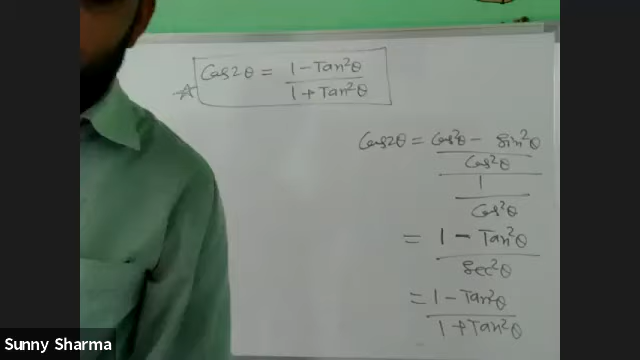 Cos2θ = 1 - Tan²θ
1 + Tan²θ
Cos2θ = Cos²θ - Sin²θ
Cos²θ
1
Cos²θ
= 1 - Tan²θ
Sec²θ
= 1 - Tan²θ
1 + Tan²θ
Sunny Sharma